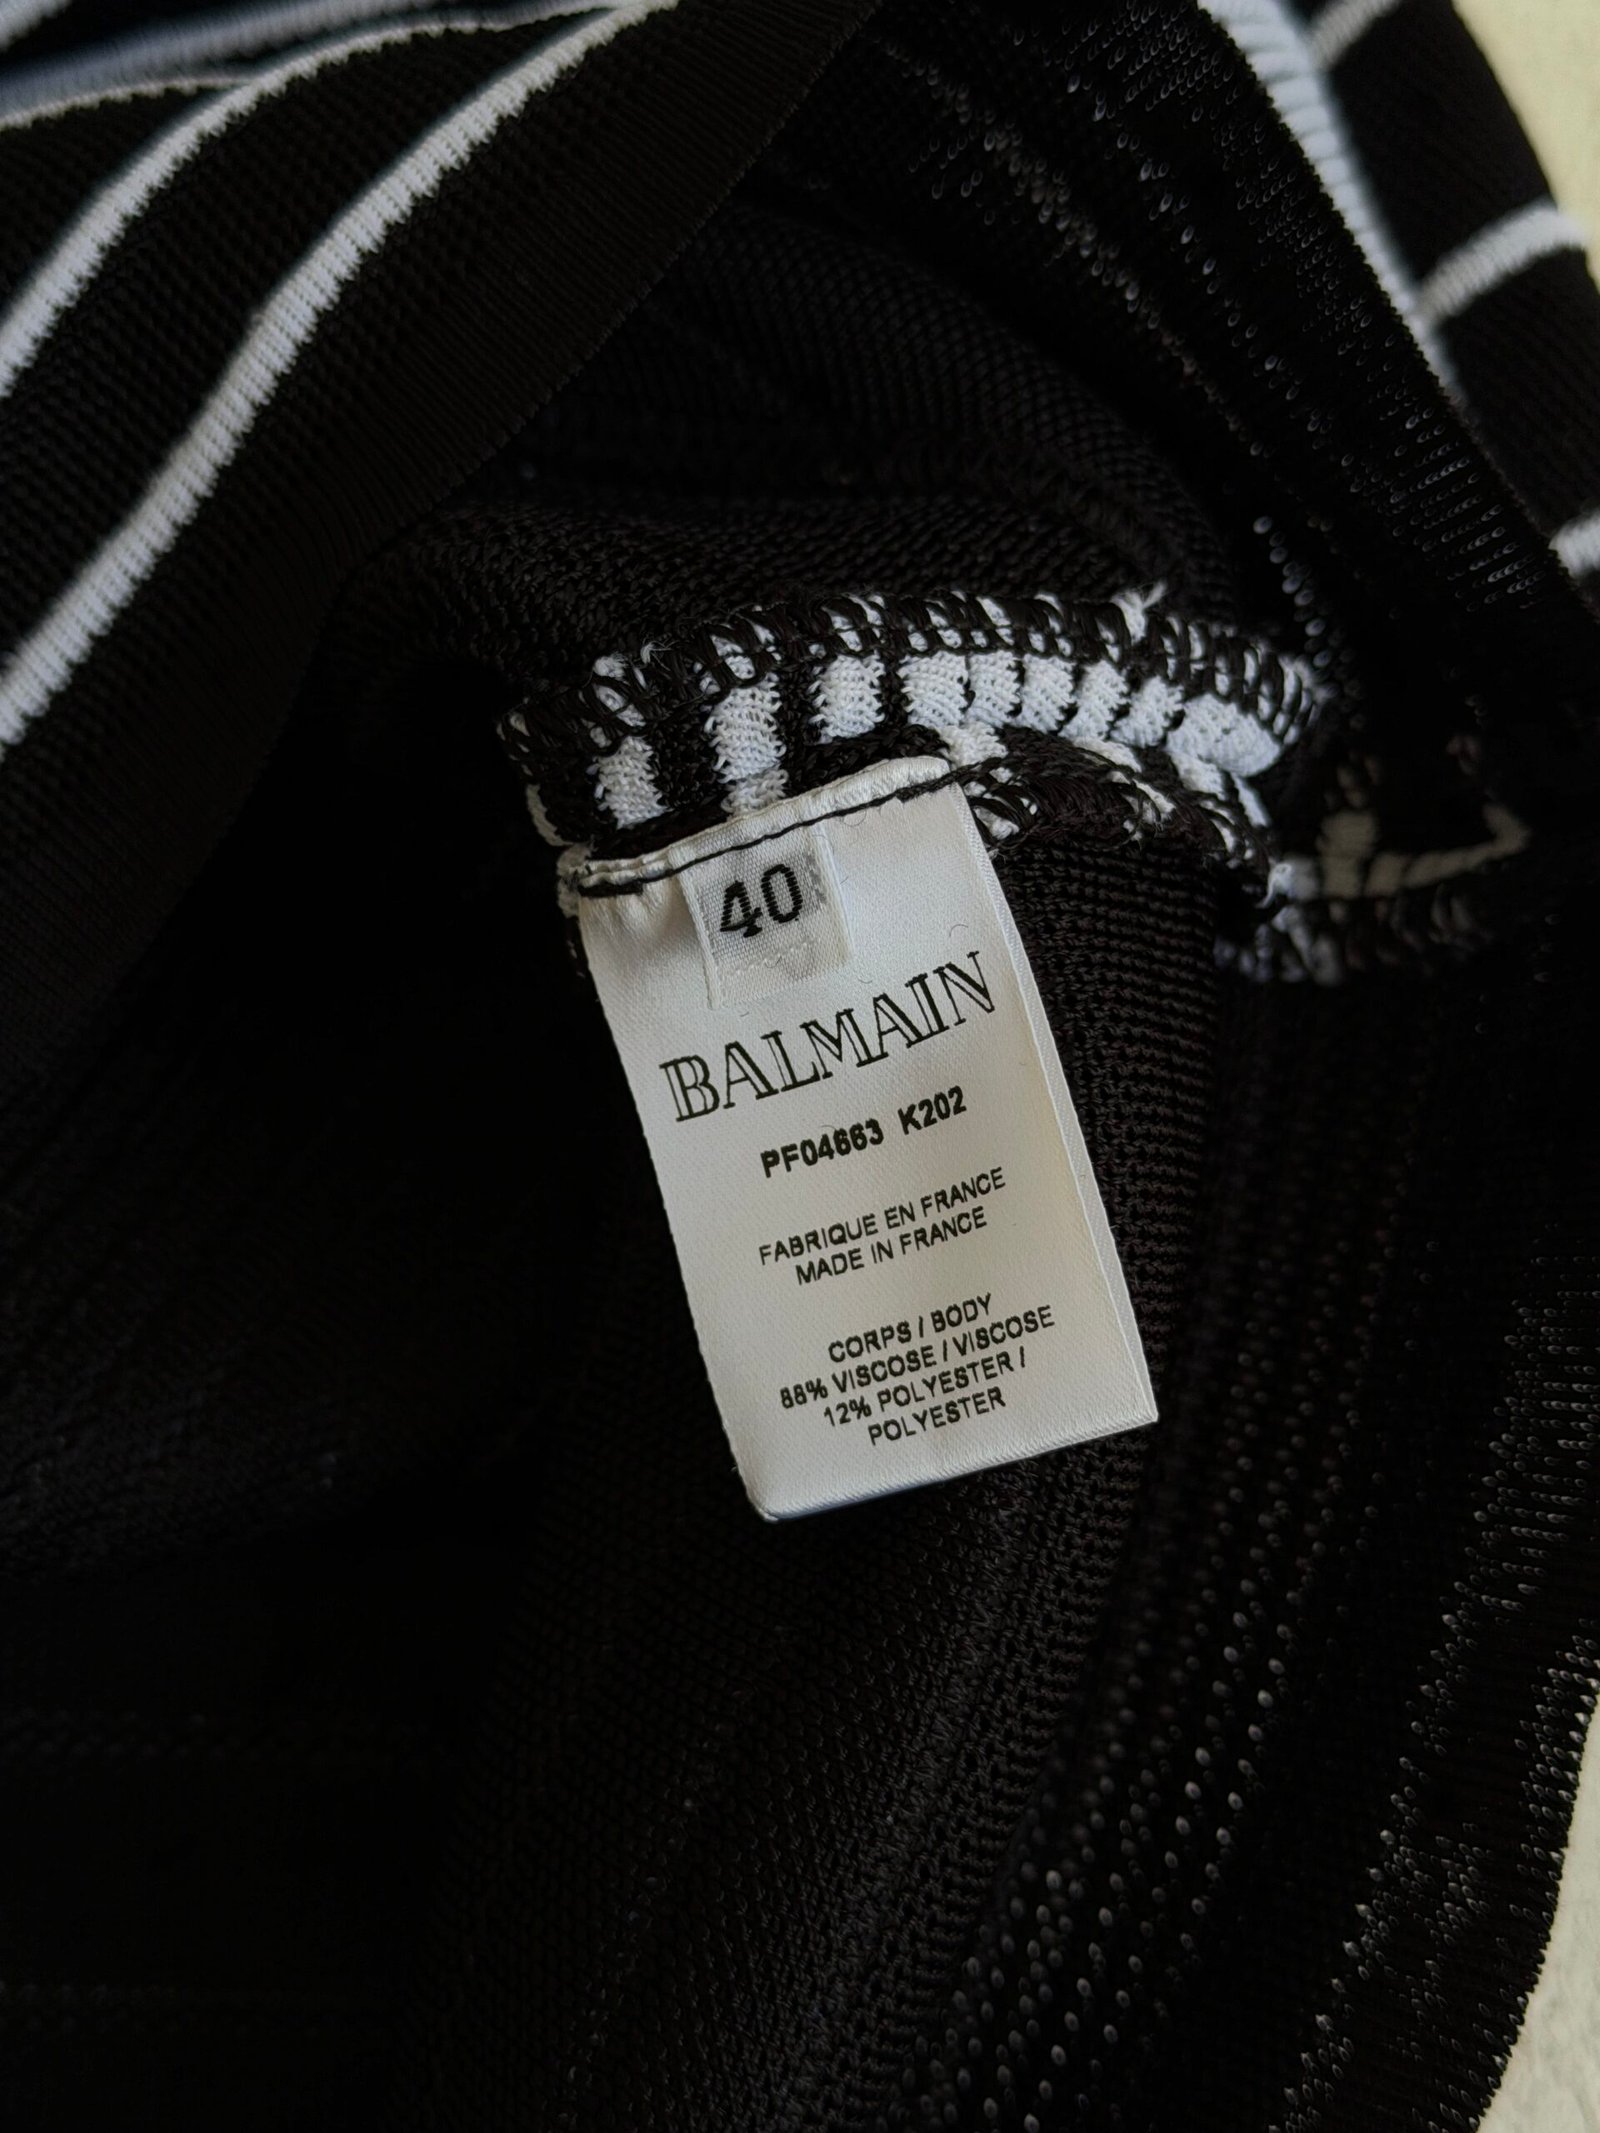 40
BALMAIN
PF04663 K202
FABRIQUE EN FRANCE
MADE IN FRANCE
CORPS / BODY
88% VISCOSE / VISCOSE
12% POLYESTER /
POLYESTER